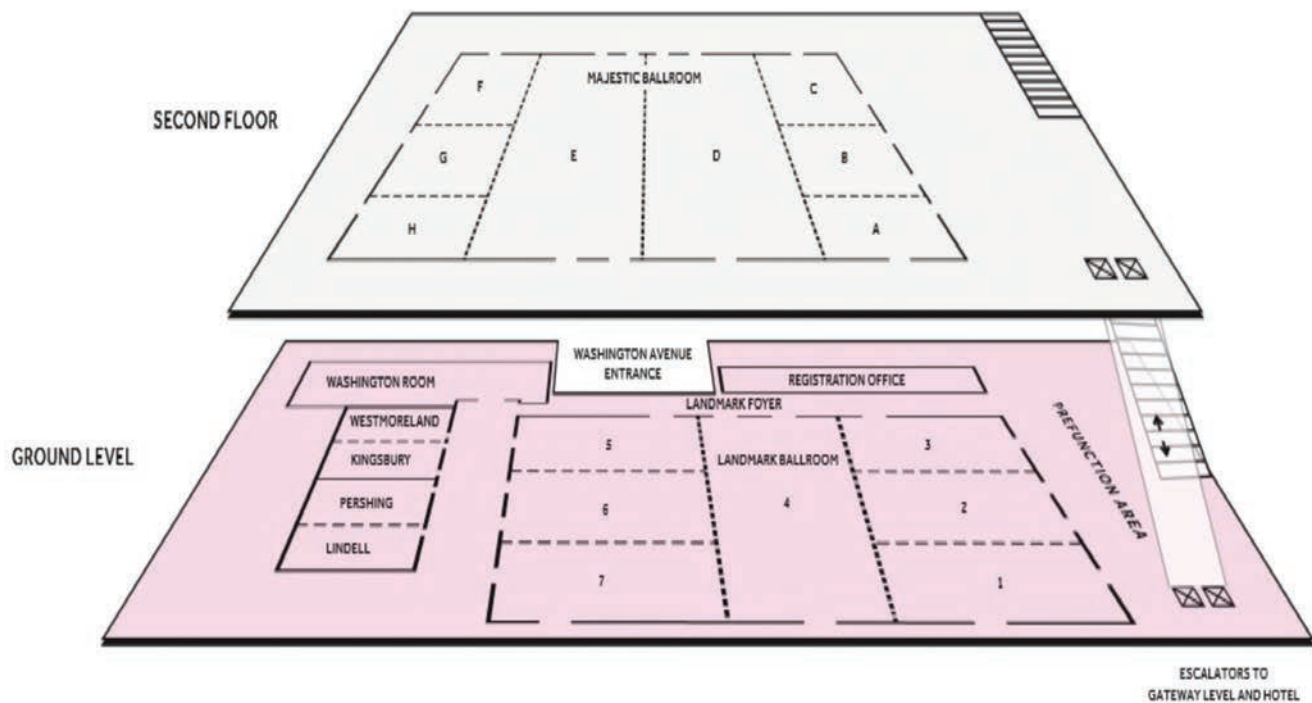 SECOND FLOOR
MAJESTIC BALLROOM
F
C
G
E
D
B
H
A
GROUND LEVEL
WASHINGTON AVENUE
ENTRANCE
WASHINGTON ROOM
REGISTRATION OFFICE
LANDMARK FOYER
WESTMORELAND
KINGSBURY
PERSHING
LINDELL
5
LANDMARK BALLROOM
3
6
4
2
7
1
PREFUNCTION AREA
ESCALATORS TO
GATEWAY LEVEL AND HOTEL